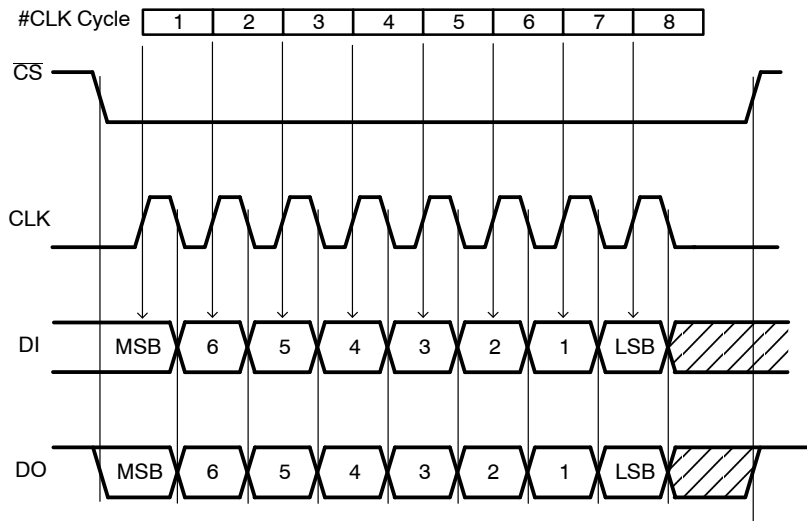 #CLK Cycle 1 2 3 4 5 6 7 8
CS
CLK
DI MSB 6 5 4 3 2 1 LSB
DO MSB 6 5 4 3 2 1 LSB